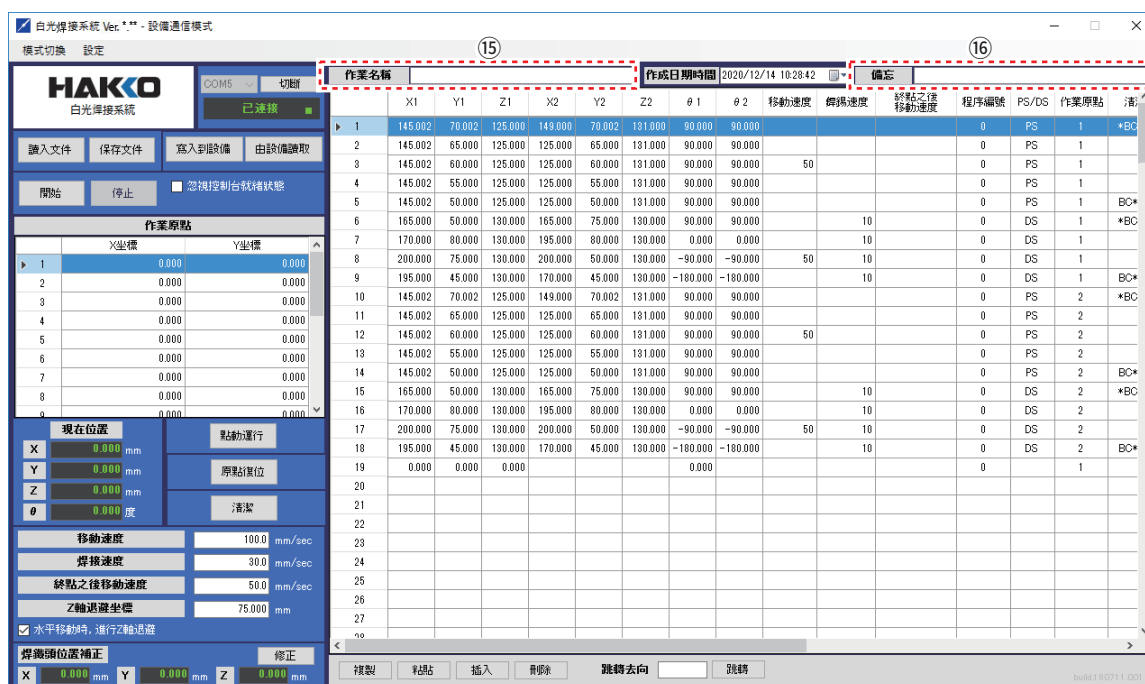 白光焊接系統 Ver. *.** - 設備通信模式
模式切換 設定
⑮ ⑯
HAKKO
白光焊接系統
COM5 切斷
已連接
讀入文件 保存文件 寫入到設備 由設備讀取
開始 停止 忽視控制台就緒狀態
作業原點
X坐標 Y坐標
1 0.000 0.000
2 0.000 0.000
3 0.000 0.000
4 0.000 0.000
5 0.000 0.000
6 0.000 0.000
7 0.000 0.000
8 0.000 0.000
9 0.000 0.000
現在位置
X 0.000 mm
Y 0.000 mm
Z 0.000 mm
θ 0.000 度
點動運行
原點復位
清潔
移動速度 100.0 mm/sec
焊接速度 30.0 mm/sec
終點之後移動速度 50.0 mm/sec
Z軸退避坐標 75.000 mm
水平移動時, 進行Z軸退避
焊鐵頭位置補正 修正
X 0.000 mm Y 0.000 mm Z 0.000 mm
作業名稱 作成日期時間 2020/12/14 10:28:42 備忘
X1 Y1 Z1 X2 Y2 Z2 θ1 θ2 移動速度 銲錫速度 終點之後移動速度 程序編號 PS/DS 作業原點 清
1 145.002 70.002 125.000 149.000 70.002 131.000 90.000 90.000 0 PS 1 *BC
2 145.002 65.000 125.000 125.000 65.000 131.000 90.000 90.000 0 PS 1
3 145.002 60.000 125.000 125.000 60.000 131.000 90.000 90.000 50 0 PS 1
4 145.002 55.000 125.000 125.000 55.000 131.000 90.000 90.000 0 PS 1
5 145.002 50.000 125.000 125.000 50.000 131.000 90.000 90.000 0 PS 1 BC*
6 165.000 50.000 130.000 165.000 75.000 130.000 90.000 90.000 10 0 DS 1 *BC
7 170.000 80.000 130.000 195.000 80.000 130.000 0.000 0.000 10 0 DS 1
8 200.000 75.000 130.000 200.000 50.000 130.000 -90.000 -90.000 50 10 0 DS 1
9 195.000 45.000 130.000 170.000 45.000 130.000 -180.000 -180.000 10 0 DS 1 BC*
10 145.002 70.002 125.000 149.000 70.002 131.000 90.000 90.000 0 PS 2 *BC
11 145.002 65.000 125.000 125.000 65.000 131.000 90.000 90.000 0 PS 2
12 145.002 60.000 125.000 125.000 60.000 131.000 90.000 90.000 50 0 PS 2
13 145.002 55.000 125.000 125.000 55.000 131.000 90.000 90.000 0 PS 2
14 145.002 50.000 125.000 125.000 50.000 131.000 90.000 90.000 0 PS 2 BC*
15 165.000 50.000 130.000 165.000 75.000 130.000 90.000 90.000 10 0 DS 2 *BC
16 170.000 80.000 130.000 195.000 80.000 130.000 0.000 0.000 10 0 DS 2
17 200.000 75.000 130.000 200.000 50.000 130.000 -90.000 -90.000 50 10 0 DS 2
18 195.000 45.000 130.000 170.000 45.000 130.000 -180.000 -180.000 10 0 DS 2 BC*
19 0.000 0.000 0.000 0.000 0 1
20
21
22
23
24
25
26
27
28
複製 粘點 插入 刪除 跳轉去向 跳轉
build.180711.001